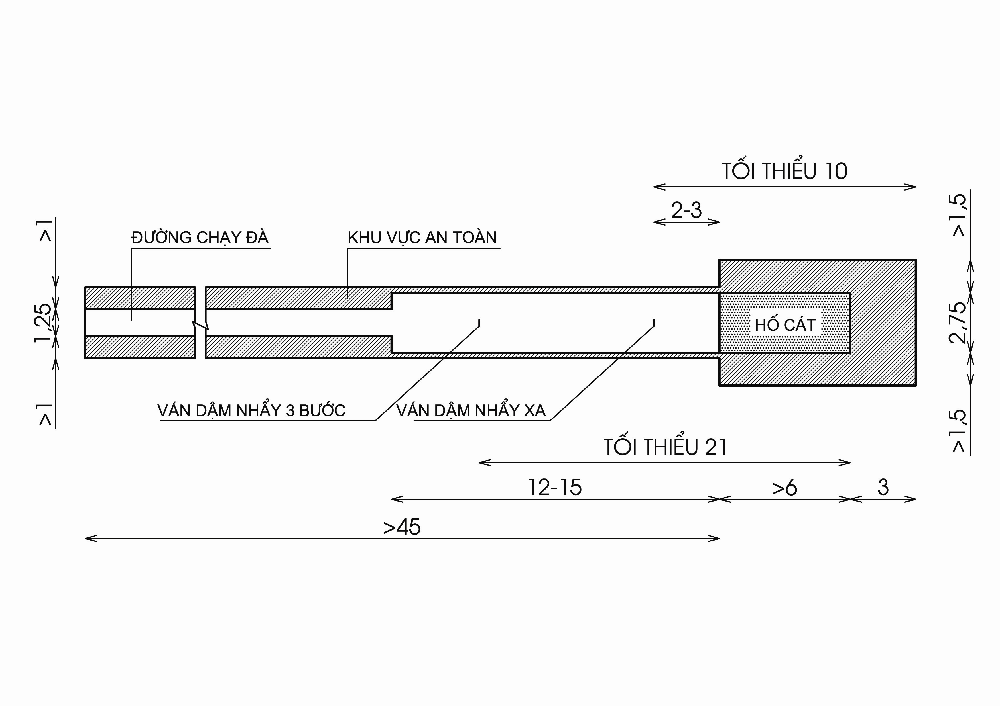 TỐI THIỂU 10
2-3
>1,5
>1
ĐƯỜNG CHẠY ĐÀ
KHU VỰC AN TOÀN
1,25
HỐ CÁT
2,75
>1
VÁN DẬM NHẨY 3 BƯỚC
VÁN DẬM NHẨY XA
>1,5
TỐI THIỂU 21
12-15
>6
3
>45